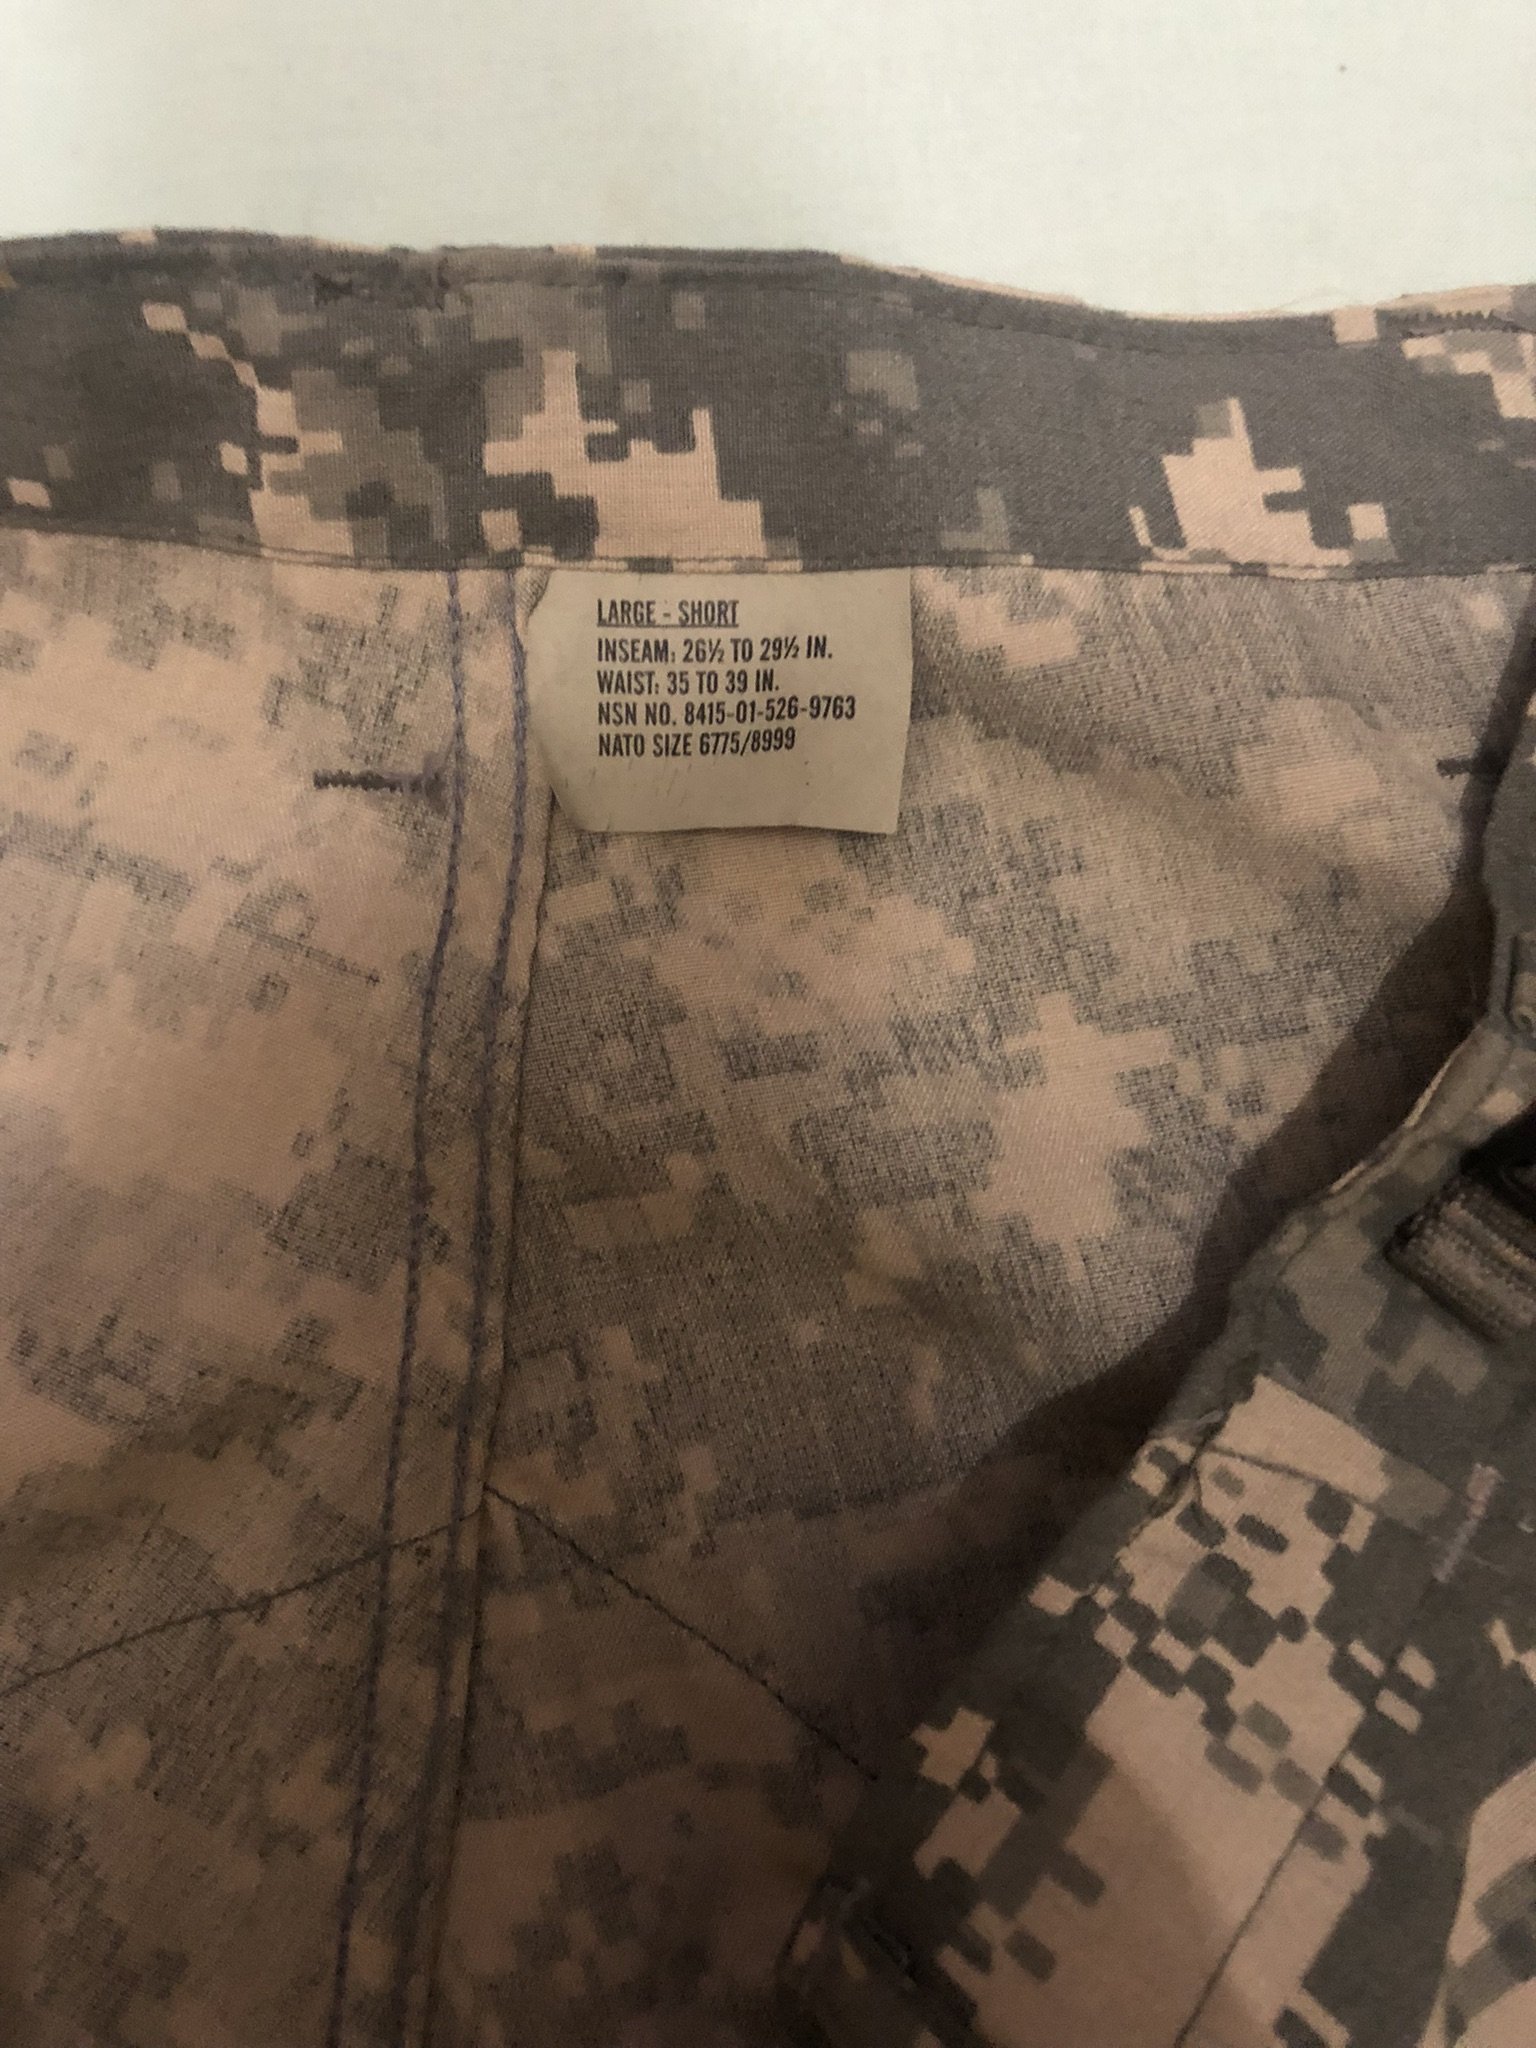 LARGE - SHORT
INSEAM: 26½ TO 29½ IN.
WAIST: 35 TO 39 IN.
NSN NO. 8415-01-526-9763
NATO SIZE 6775/8999